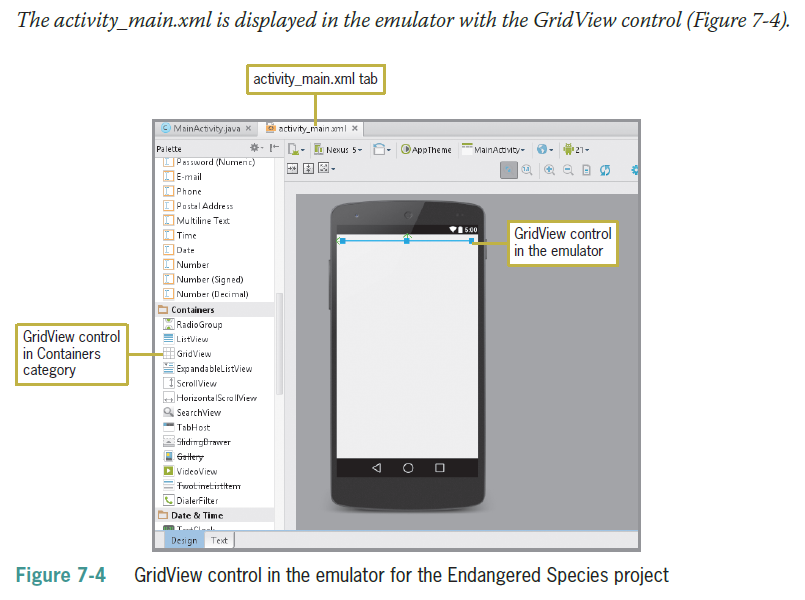 The activity_main.xml is displayed in the emulator with the GridView control (Figure 7-4).
activity_main.xml tab
MainActivity.java ×
activity_main.xml ×
Palette
Nexus 5
AppTheme
MainActivity
21
Password (Numeric)
E-mail
Phone
Postal Address
Multiline Text
Time
Date
Number
Number (Signed)
Number (Decimal)
Containers
RadioGroup
ListView
GridView
ExpandableListView
ScrollView
HorizontalScrollView
SearchView
TabHost
SlidingDrawer
Gallery
VideoView
TwoLineListItem
DialerFilter
Date & Time
TextClock
Design
Text
5:00
GridView control
in the emulator
GridView control
in Containers
category
Figure 7-4 GridView control in the emulator for the Endangered Species project